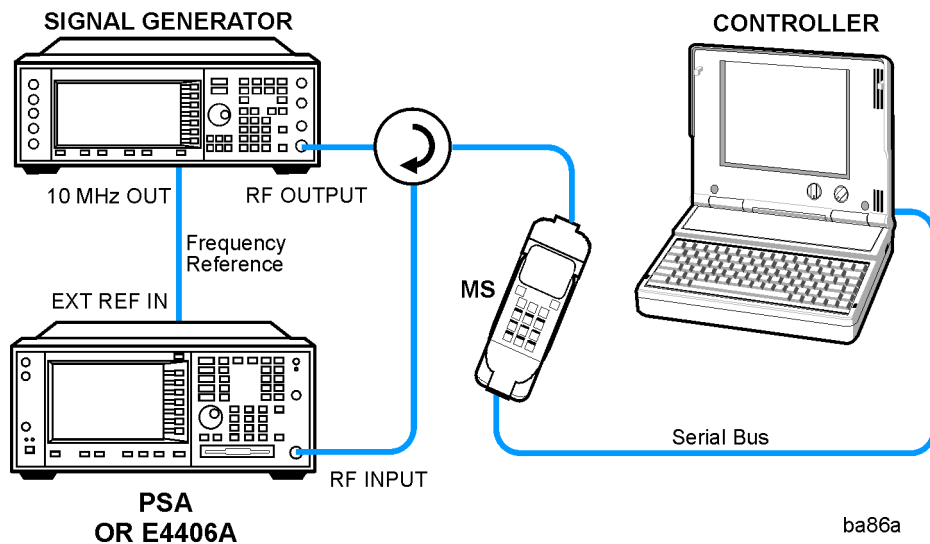 SIGNAL GENERATOR
CONTROLLER
10 MHz OUT
RF OUTPUT
Frequency
Reference
EXT REF IN
MS
Serial Bus
RF INPUT
PSA
OR E4406A
ba86a